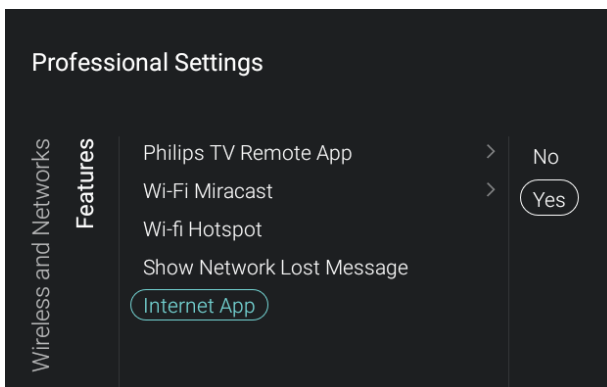 Professional Settings
Wireless and Networks
Features
Philips TV Remote App
Wi-Fi Miracast
Wi-fi Hotspot
Show Network Lost Message
Internet App
No
Yes